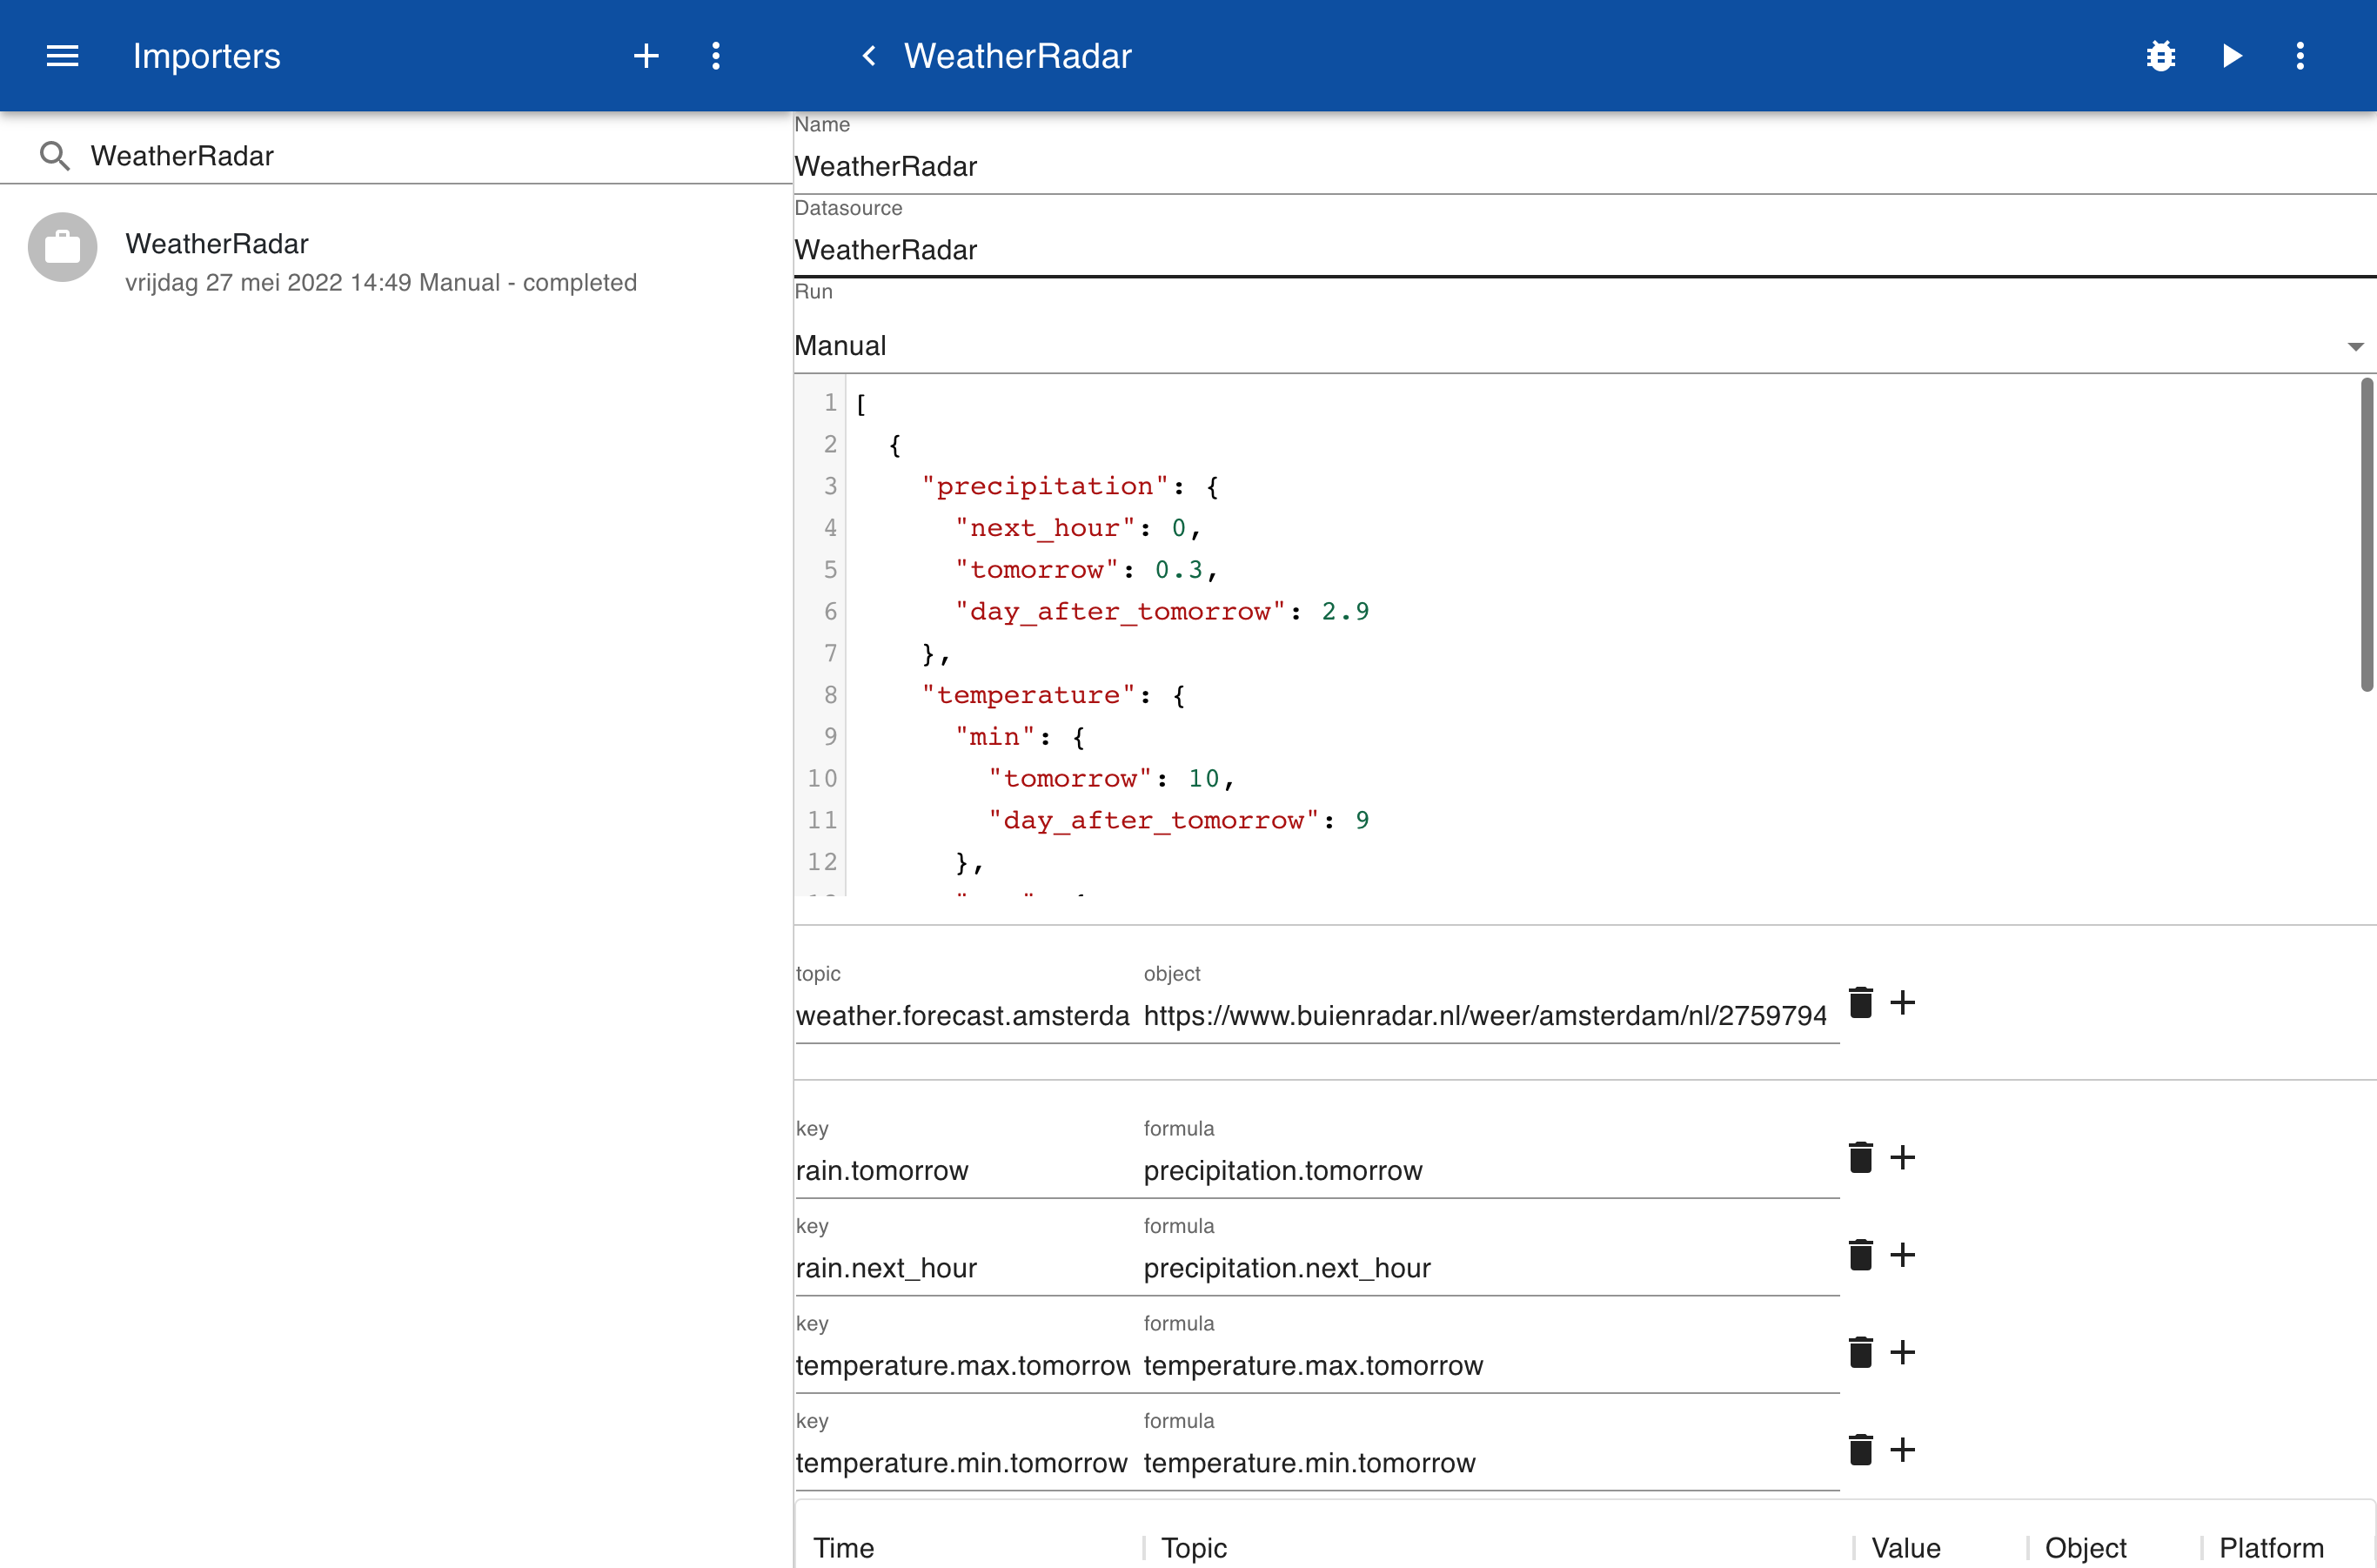 Importers
WeatherRadar
WeatherRadar
WeatherRadar
vrijdag 27 mei 2022 14:49 Manual - completed
Name
WeatherRadar
Datasource
WeatherRadar
Run
Manual
1 [
2 {
3 "precipitation": {
4 "next_hour": 0,
5 "tomorrow": 0.3,
6 "day_after_tomorrow": 2.9
7 },
8 "temperature": {
9 "min": {
10 "tomorrow": 10,
11 "day_after_tomorrow": 9
12 },
topic object
weather.forecast.amsterda https://www.buienradar.nl/weer/amsterdam/nl/2759794
key formula
rain.tomorrow precipitation.tomorrow
key formula
rain.next_hour precipitation.next_hour
key formula
temperature.max.tomorrow temperature.max.tomorrow
key formula
temperature.min.tomorrow temperature.min.tomorrow
Time Topic Value Object Platform